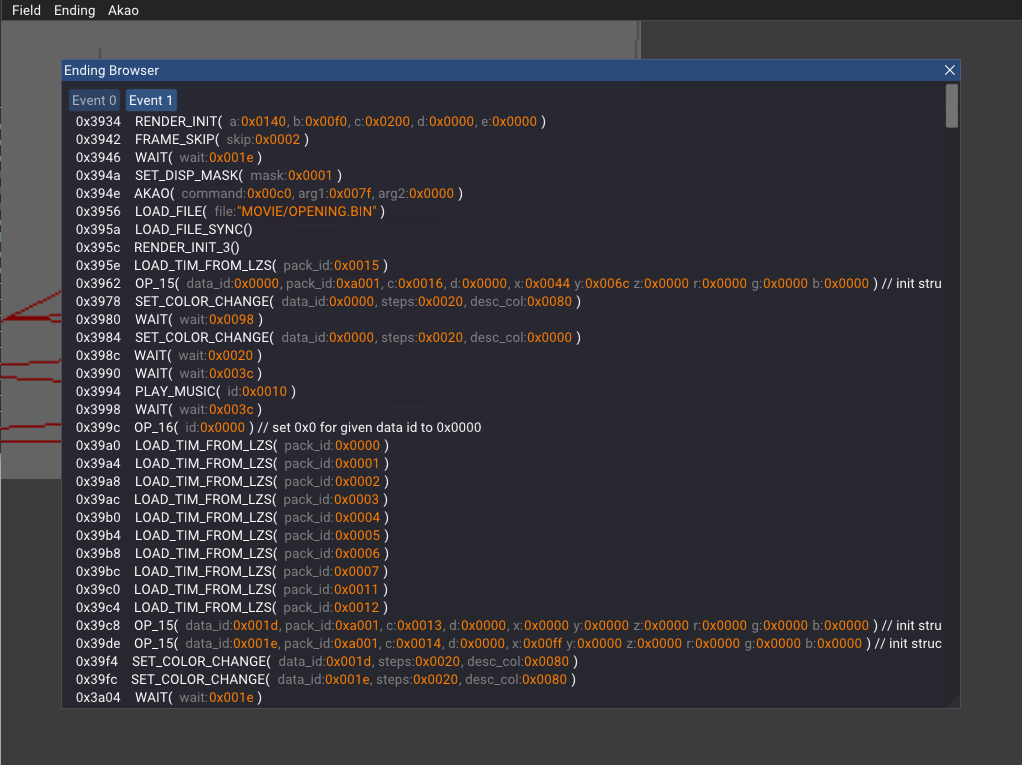 Field Ending Akao
Ending Browser
Event 0 Event 1
0x3934 RENDER_INIT( a:0x0140, b:0x00f0, c:0x0200, d:0x0000, e:0x0000 )
0x3942 FRAME_SKIP( skip:0x0002 )
0x3946 WAIT( wait:0x001e )
0x394a SET_DISP_MASK( mask:0x0001 )
0x394e AKAO( command:0x00c0, arg1:0x007f, arg2:0x0000 )
0x3956 LOAD_FILE( file:"MOVIE/OPENING.BIN" )
0x395a LOAD_FILE_SYNC()
0x395c RENDER_INIT_3()
0x395e LOAD_TIM_FROM_LZS( pack_id:0x0015 )
0x3962 OP_15( data_id:0x0000, pack_id:0xa001, c:0x0016, d:0x0000, x:0x0044 y:0x006c z:0x0000 r:0x0000 g:0x0000 b:0x0000 ) // init stru
0x3978 SET_COLOR_CHANGE( data_id:0x0000, steps:0x0020, desc_col:0x0080 )
0x3980 WAIT( wait:0x0098 )
0x3984 SET_COLOR_CHANGE( data_id:0x0000, steps:0x0020, desc_col:0x0000 )
0x398c WAIT( wait:0x0020 )
0x3990 WAIT( wait:0x003c )
0x3994 PLAY_MUSIC( id:0x0010 )
0x3998 WAIT( wait:0x003c )
0x399c OP_16( id:0x0000 ) // set 0x0 for given data id to 0x0000
0x39a0 LOAD_TIM_FROM_LZS( pack_id:0x0000 )
0x39a4 LOAD_TIM_FROM_LZS( pack_id:0x0001 )
0x39a8 LOAD_TIM_FROM_LZS( pack_id:0x0002 )
0x39ac LOAD_TIM_FROM_LZS( pack_id:0x0003 )
0x39b0 LOAD_TIM_FROM_LZS( pack_id:0x0004 )
0x39b4 LOAD_TIM_FROM_LZS( pack_id:0x0005 )
0x39b8 LOAD_TIM_FROM_LZS( pack_id:0x0006 )
0x39bc LOAD_TIM_FROM_LZS( pack_id:0x0007 )
0x39c0 LOAD_TIM_FROM_LZS( pack_id:0x0011 )
0x39c4 LOAD_TIM_FROM_LZS( pack_id:0x0012 )
0x39c8 OP_15( data_id:0x001d, pack_id:0xa001, c:0x0013, d:0x0000, x:0x0000 y:0x0000 z:0x0000 r:0x0000 g:0x0000 b:0x0000 ) // init stru
0x39de OP_15( data_id:0x001e, pack_id:0xa001, c:0x0014, d:0x0000, x:0x00ff y:0x0000 z:0x0000 r:0x0000 g:0x0000 b:0x0000 ) // init struc
0x39f4 SET_COLOR_CHANGE( data_id:0x001d, steps:0x0020, desc_col:0x0080 )
0x39fc SET_COLOR_CHANGE( data_id:0x001e, steps:0x0020, desc_col:0x0080 )
0x3a04 WAIT( wait:0x001e )